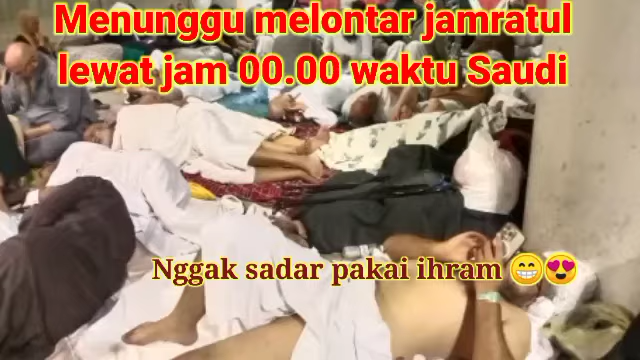 Menunggu melontar jamratul
lewat jam 00.00 waktu Saudi
Nggak sadar pakai ihram 😁😍